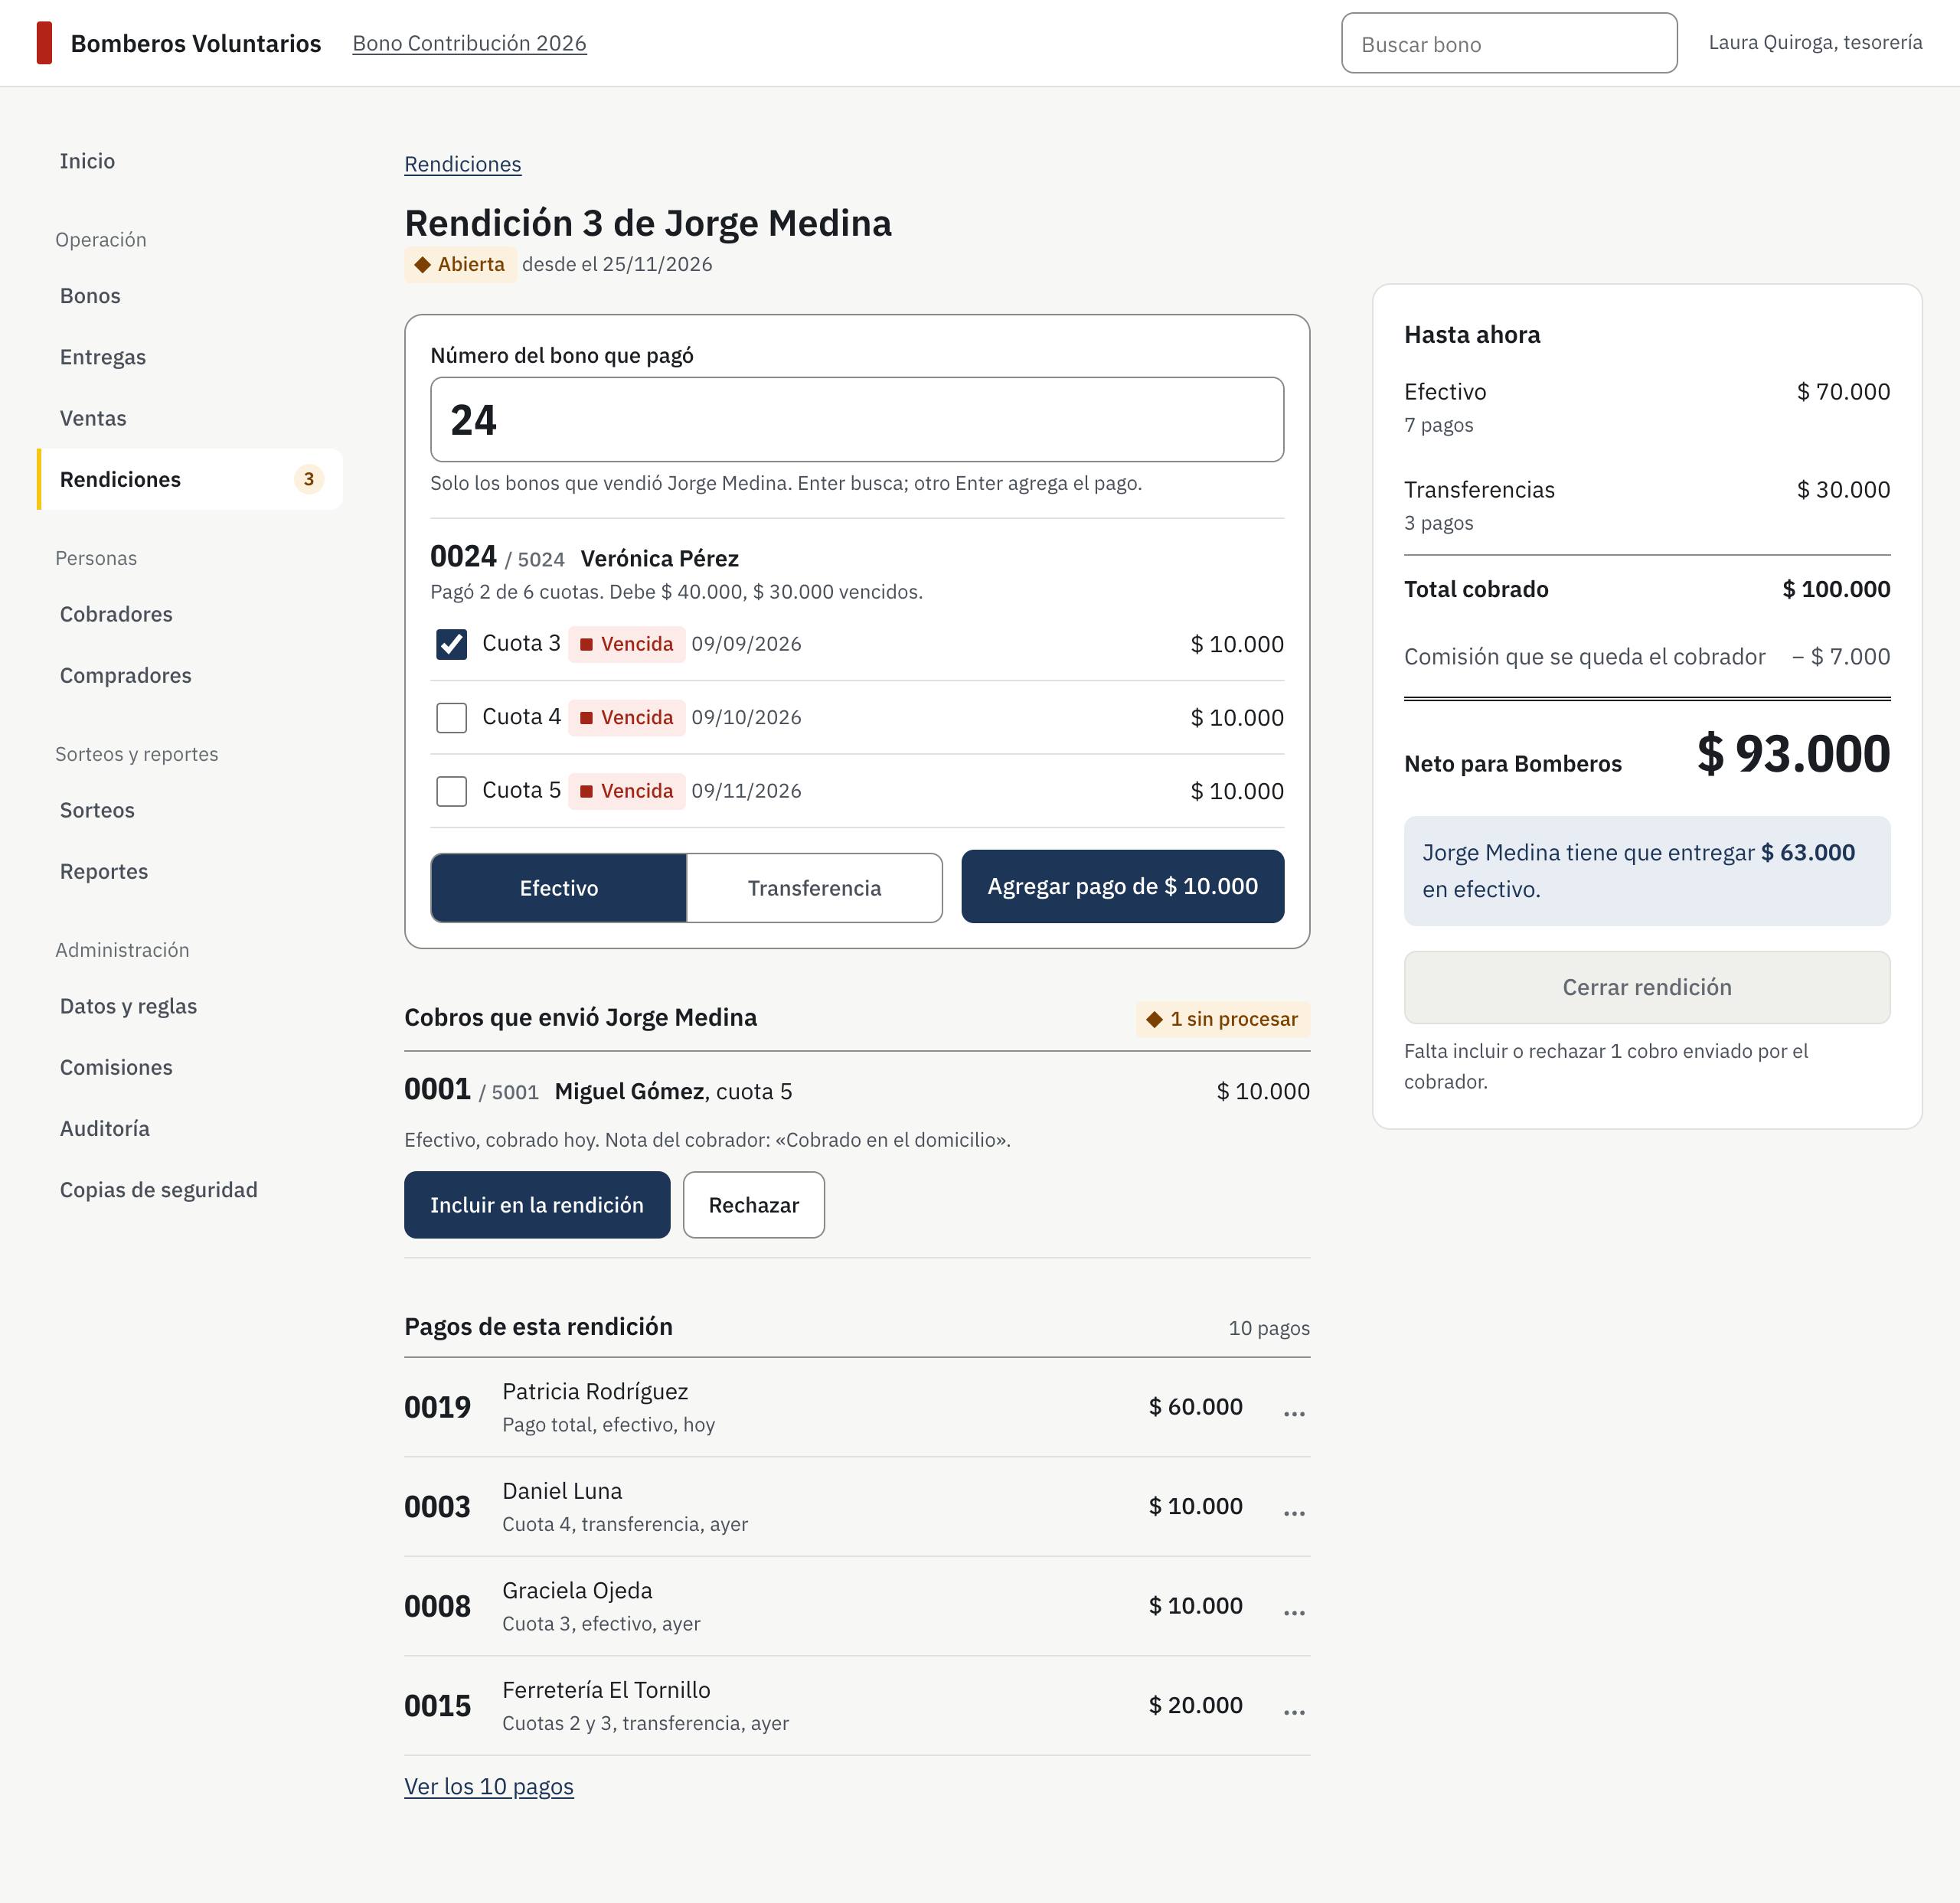 Bomberos Voluntarios
Bono Contribución 2026
Buscar bono
Laura Quiroga, tesorería
Inicio
Operación
Bonos
Entregas
Ventas
Rendiciones 3
Personas
Cobradores
Compradores
Sorteos y reportes
Sorteos
Reportes
Administración
Datos y reglas
Comisiones
Auditoría
Copias de seguridad
Rendiciones
Rendición 3 de Jorge Medina
Abierta desde el 25/11/2026
Número del bono que pagó
24
Solo los bonos que vendió Jorge Medina. Enter busca; otro Enter agrega el pago.
0024 / 5024 Verónica Pérez
Pagó 2 de 6 cuotas. Debe $ 40.000, $ 30.000 vencidos.
Cuota 3 Vencida 09/09/2026 $ 10.000
Cuota 4 Vencida 09/10/2026 $ 10.000
Cuota 5 Vencida 09/11/2026 $ 10.000
Efectivo Transferencia Agregar pago de $ 10.000
Cobros que envió Jorge Medina 1 sin procesar
0001 / 5001 Miguel Gómez, cuota 5 $ 10.000
Efectivo, cobrado hoy. Nota del cobrador: «Cobrado en el domicilio».
Incluir en la rendición Rechazar
Pagos de esta rendición 10 pagos
0019 Patricia Rodríguez $ 60.000 ...
Pago total, efectivo, hoy
0003 Daniel Luna $ 10.000 ...
Cuota 4, transferencia, ayer
0008 Graciela Ojeda $ 10.000 ...
Cuota 3, efectivo, ayer
0015 Ferretería El Tornillo $ 20.000 ...
Cuotas 2 y 3, transferencia, ayer
Ver los 10 pagos
Hasta ahora
Efectivo $ 70.000
7 pagos
Transferencias $ 30.000
3 pagos
Total cobrado $ 100.000
Comisión que se queda el cobrador – $ 7.000
Neto para Bomberos $ 93.000
Jorge Medina tiene que entregar $ 63.000
en efectivo.
Cerrar rendición
Falta incluir o rechazar 1 cobro enviado por el
cobrador.